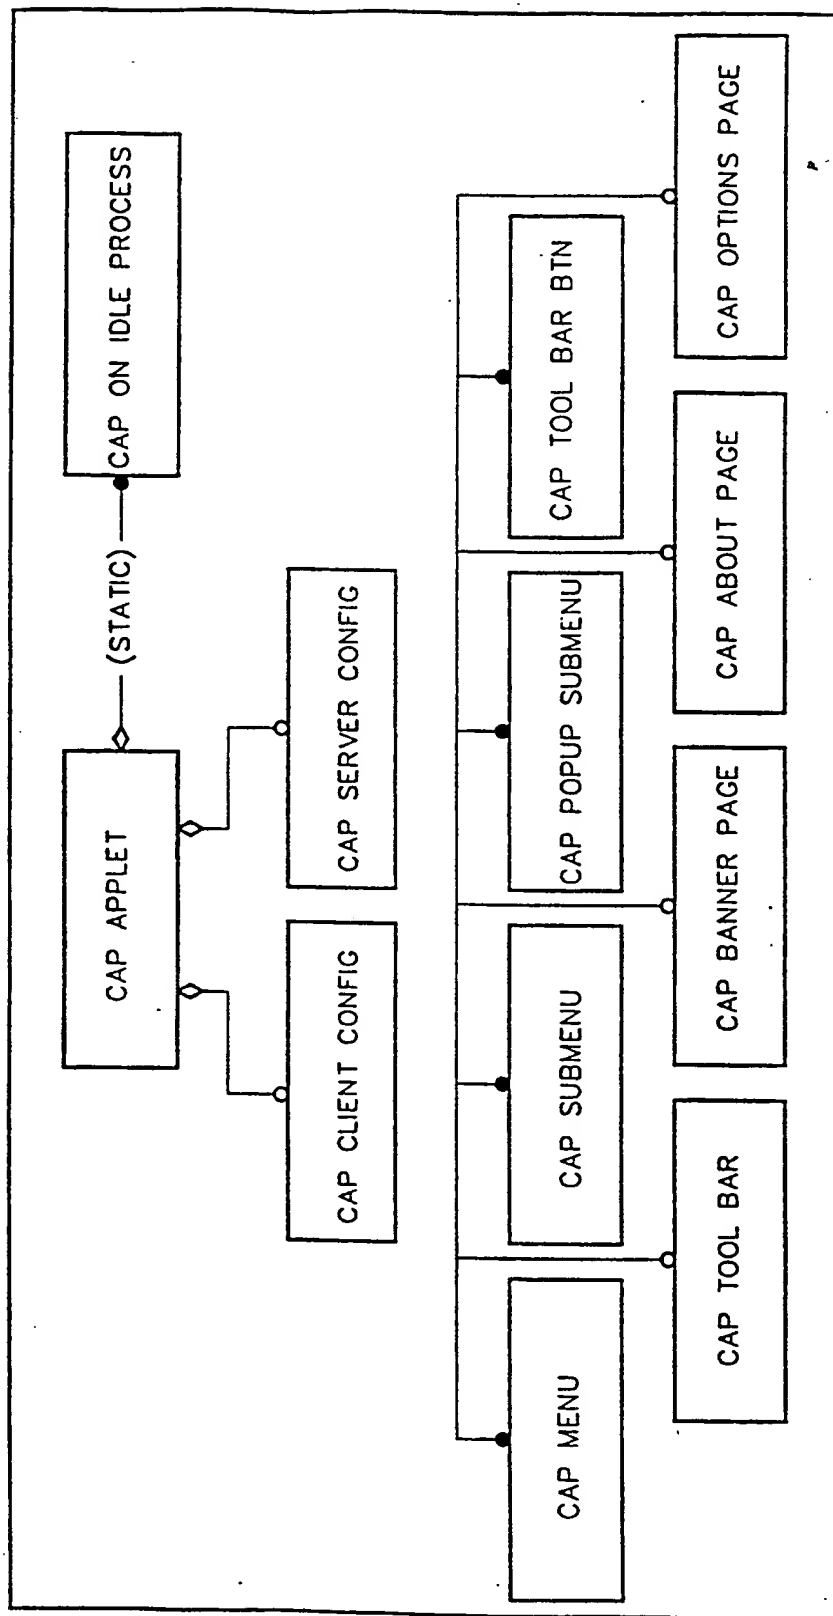 CAP APPLET
(STATIC)
CAP ON IDLE PROCESS
CAP CLIENT CONFIG
CAP SERVER CONFIG
CAP MENU
CAP SUBMENU
CAP POPUP SUBMENU
CAP TOOL BAR BTN
CAP TOOL BAR
CAP BANNER PAGE
CAP ABOUT PAGE
CAP OPTIONS PAGE